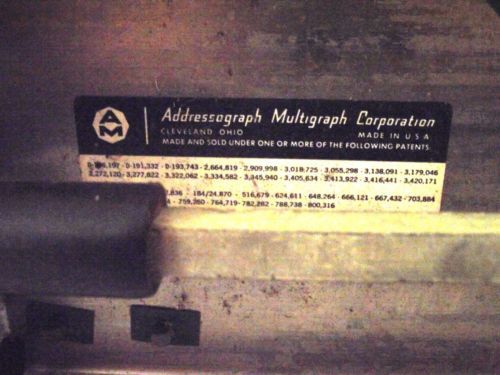 AM
Addressograph Multigraph Corporation
CLEVELAND OHIO MADE IN U.S.A.
MADE AND SOLD UNDER ONE OR MORE OF THE FOLLOWING PATENTS.
D-191,332 - D-193,743 - 2,664,819 - 2,909,998 - 3,018,725 - 3,055,298 - 3,138,091 - 3,179,046
3,272,120 - 3,277,822 - 3,322,062 - 3,334,582 - 3,345,940 - 3,405,634 - 3,413,922 - 3,416,441 - 3,420,171
184/24,870 - 516,679 - 624,611 - 648,264 - 666,121 - 667,432 - 703,884
759,360 - 764,719 - 782,282 - 788,738 - 800,316